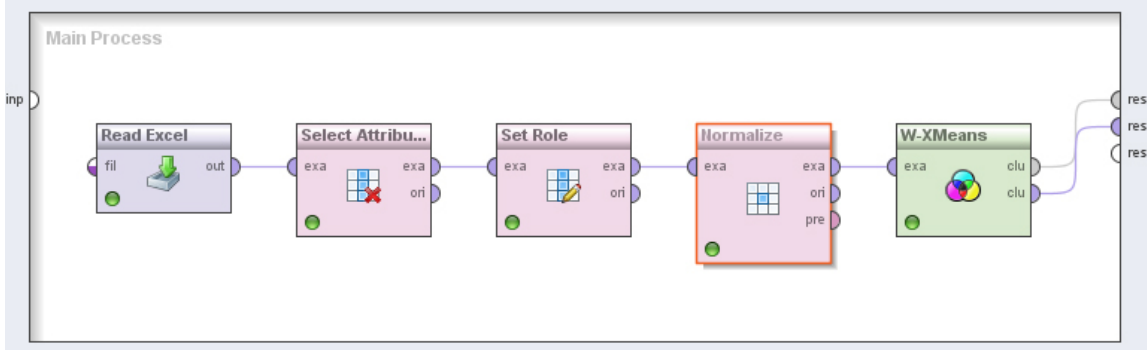 Main Process
inp
res
res
res
Read Excel
fil
out
Select Attribu...
exa
exa
ori
Set Role
exa
exa
ori
Normalize
exa
exa
ori
pre
W-XMeans
exa
clu
clu